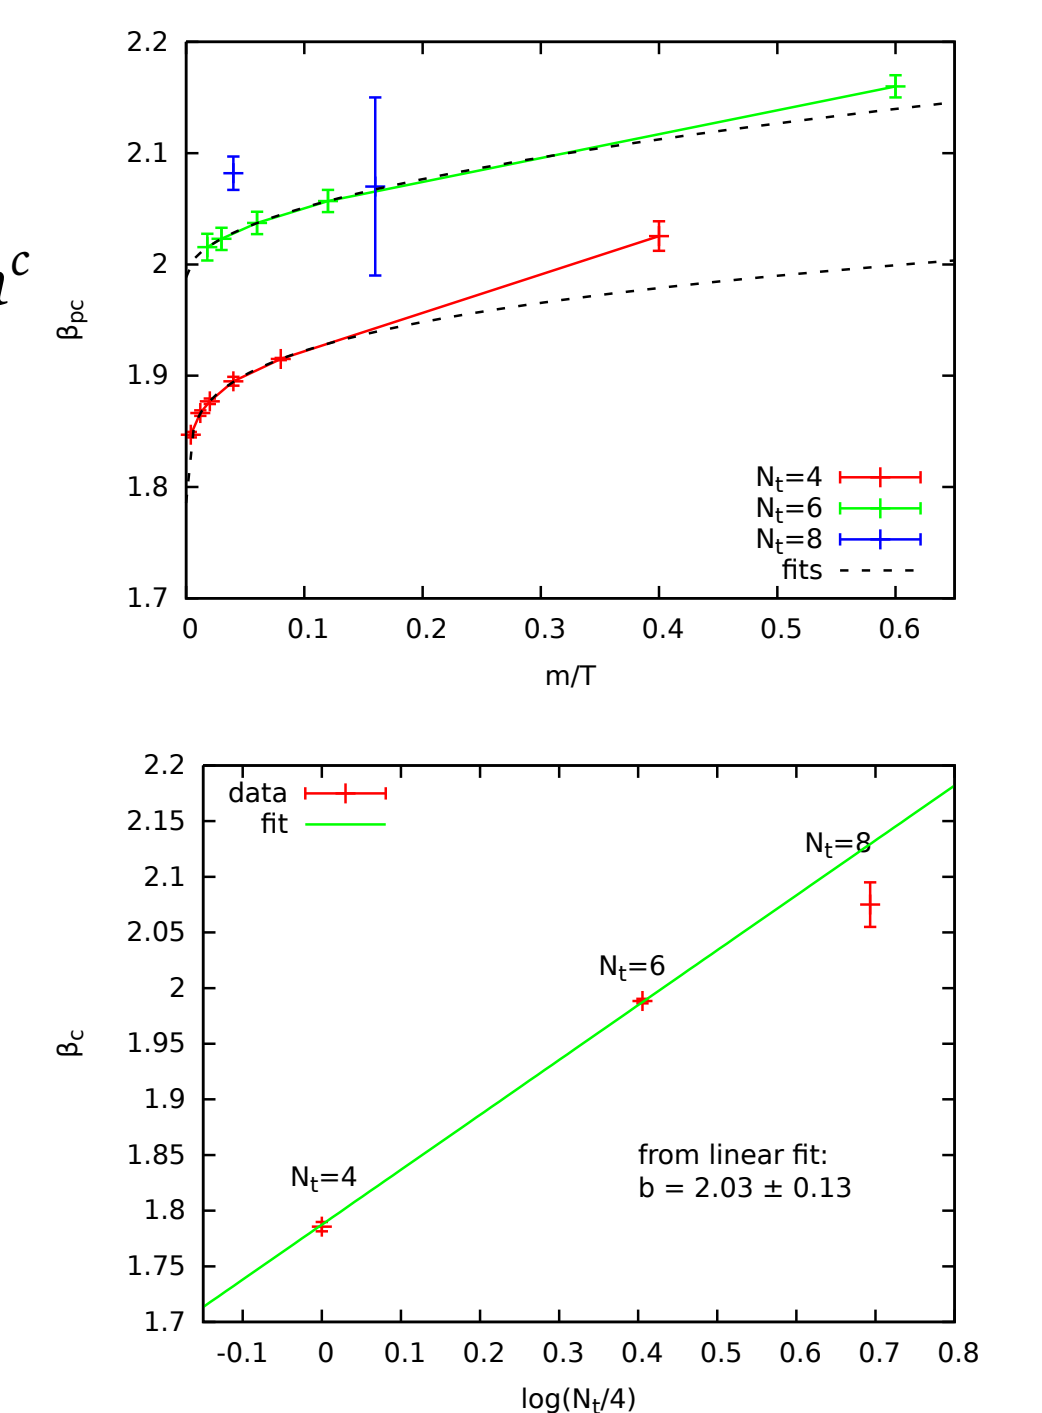 2.2
2.1
2
1.9
1.8
1.7
c
β_pc
N_t=4
N_t=6
N_t=8
fits
0 0.1 0.2 0.3 0.4 0.5 0.6
m/T
2.2
2.15
2.1
2.05
2
1.95
1.9
1.85
1.8
1.75
1.7
β_c
data
fit
N_t=8
N_t=6
N_t=4
from linear fit:
b = 2.03 ± 0.13
-0.1 0 0.1 0.2 0.3 0.4 0.5 0.6 0.7 0.8
log(N_t/4)